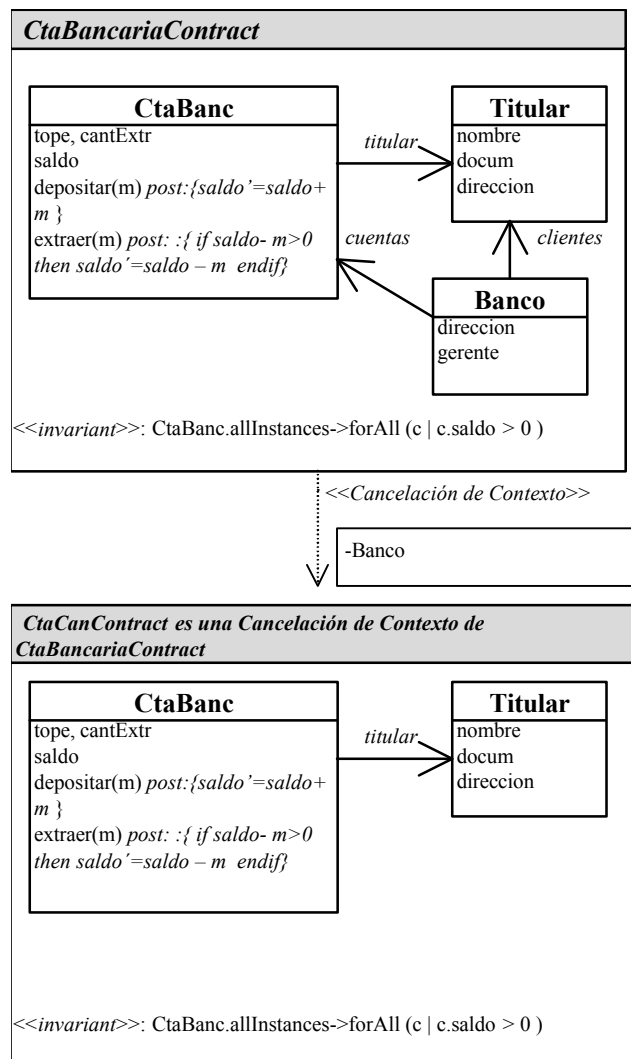 CtaBancariaContract
CtaBanc
tope, cantExtr
saldo
depositar(m) post:{saldo’=saldo+
m }
extraer(m) post: :{ if saldo- m>0
then saldo´=saldo – m endif}
titular
Titular
nombre
docum
direccion
cuentas
clientes
Banco
direccion
gerente
<<invariant>>: CtaBanc.allInstances->forAll (c | c.saldo > 0 )
<<Cancelación de Contexto>>
-Banco
CtaCanContract es una Cancelación de Contexto de
CtaBancariaContract
CtaBanc
tope, cantExtr
saldo
depositar(m) post:{saldo’=saldo+
m }
extraer(m) post: :{ if saldo- m>0
then saldo´=saldo – m endif}
titular
Titular
nombre
docum
direccion
<<invariant>>: CtaBanc.allInstances->forAll (c | c.saldo > 0 )